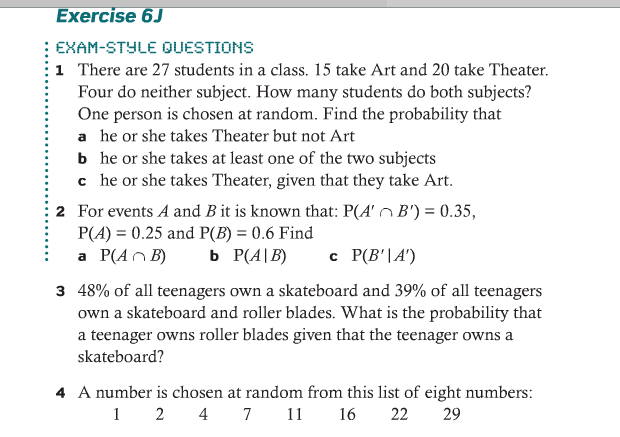 Exercise 6J
EXAM-STYLE QUESTIONS
1 There are 27 students in a class. 15 take Art and 20 take Theater.
Four do neither subject. How many students do both subjects?
One person is chosen at random. Find the probability that
a he or she takes Theater but not Art
b he or she takes at least one of the two subjects
c he or she takes Theater, given that they take Art.
2 For events A and B it is known that: P(A′ ∩ B′) = 0.35,
P(A) = 0.25 and P(B) = 0.6 Find
a P(A ∩ B) b P(A|B) c P(B′|A′)
3 48% of all teenagers own a skateboard and 39% of all teenagers
own a skateboard and roller blades. What is the probability that
a teenager owns roller blades given that the teenager owns a
skateboard?
4 A number is chosen at random from this list of eight numbers:
1 2 4 7 11 16 22 29